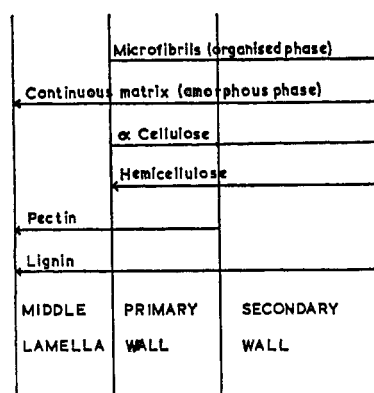 Microfibrils (organised phase)
Continuous matrix (amorphous phase)
α Cellulose
Hemicellulose
Pectin
Lignin
MIDDLE PRIMARY SECONDARY
LAMELLA WALL WALL